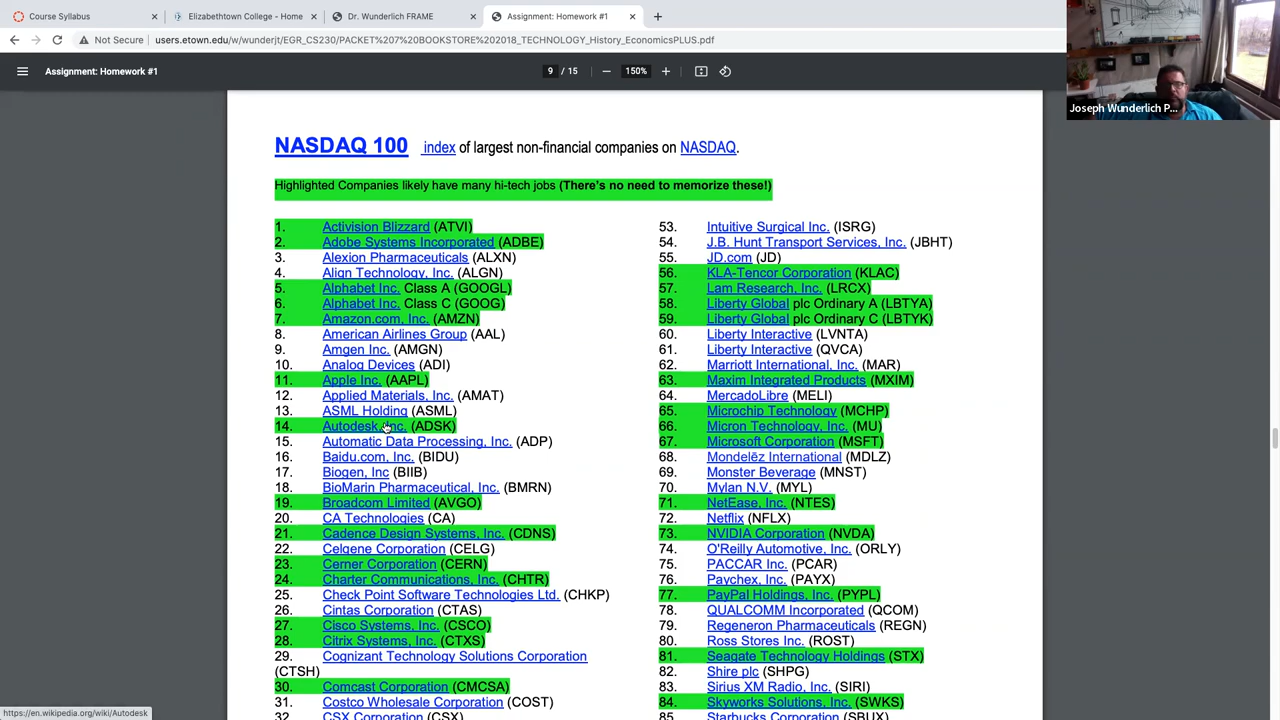 Course Syllabus
Elizabethtown College - Home
Dr. Wunderlich FRAME
Assignment: Homework #1
Not Secure
users.etown.edu/w/wunderjt/EGR_CS230/PACKET%207%20BOOKSTORE%202018_TECHNOLOGY_History_EconomicsPLUS.pdf
Assignment: Homework #1
9 / 15
150%
Joseph Wunderlich P...
NASDAQ 100 index of largest non-financial companies on NASDAQ.
Highlighted Companies likely have many hi-tech jobs (There's no need to memorize these!)
1. Activision Blizzard (ATVI)
2. Adobe Systems Incorporated (ADBE)
3. Alexion Pharmaceuticals (ALXN)
4. Align Technology, Inc. (ALGN)
5. Alphabet Inc. Class A (GOOGL)
6. Alphabet Inc. Class C (GOOG)
7. Amazon.com, Inc. (AMZN)
8. American Airlines Group (AAL)
9. Amgen Inc. (AMGN)
10. Analog Devices (ADI)
11. Apple Inc. (AAPL)
12. Applied Materials, Inc. (AMAT)
13. ASML Holding (ASML)
14. Autodesk, Inc. (ADSK)
15. Automatic Data Processing, Inc. (ADP)
16. Baidu.com, Inc. (BIDU)
17. Biogen, Inc (BIIB)
18. BioMarin Pharmaceutical, Inc. (BMRN)
19. Broadcom Limited (AVGO)
20. CA Technologies (CA)
21. Cadence Design Systems, Inc. (CDNS)
22. Celgene Corporation (CELG)
23. Cerner Corporation (CERN)
24. Charter Communications, Inc. (CHTR)
25. Check Point Software Technologies Ltd. (CHKP)
26. Cintas Corporation (CTAS)
27. Cisco Systems, Inc. (CSCO)
28. Citrix Systems, Inc. (CTXS)
29. Cognizant Technology Solutions Corporation
(CTSH)
30. Comcast Corporation (CMCSA)
31. Costco Wholesale Corporation (COST)
32. CSX Corporation (CSX)
53. Intuitive Surgical Inc. (ISRG)
54. J.B. Hunt Transport Services, Inc. (JBHT)
55. JD.com (JD)
56. KLA-Tencor Corporation (KLAC)
57. Lam Research, Inc. (LRCX)
58. Liberty Global plc Ordinary A (LBTYA)
59. Liberty Global plc Ordinary C (LBTYK)
60. Liberty Interactive (LVNTA)
61. Liberty Interactive (QVCA)
62. Marriott International, Inc. (MAR)
63. Maxim Integrated Products (MXIM)
64. MercadoLibre (MELI)
65. Microchip Technology (MCHP)
66. Micron Technology, Inc. (MU)
67. Microsoft Corporation (MSFT)
68. Mondelēz International (MDLZ)
69. Monster Beverage (MNST)
70. Mylan N.V. (MYL)
71. NetEase, Inc. (NTES)
72. Netflix (NFLX)
73. NVIDIA Corporation (NVDA)
74. O'Reilly Automotive, Inc. (ORLY)
75. PACCAR Inc. (PCAR)
76. Paychex, Inc. (PAYX)
77. PayPal Holdings, Inc. (PYPL)
78. QUALCOMM Incorporated (QCOM)
79. Regeneron Pharmaceuticals (REGN)
80. Ross Stores Inc. (ROST)
81. Seagate Technology Holdings (STX)
82. Shire plc (SHPG)
83. Sirius XM Radio, Inc. (SIRI)
84. Skyworks Solutions, Inc. (SWKS)
85. Starbucks Corporation (SBUX)
https://en.wikipedia.org/wiki/Autodesk